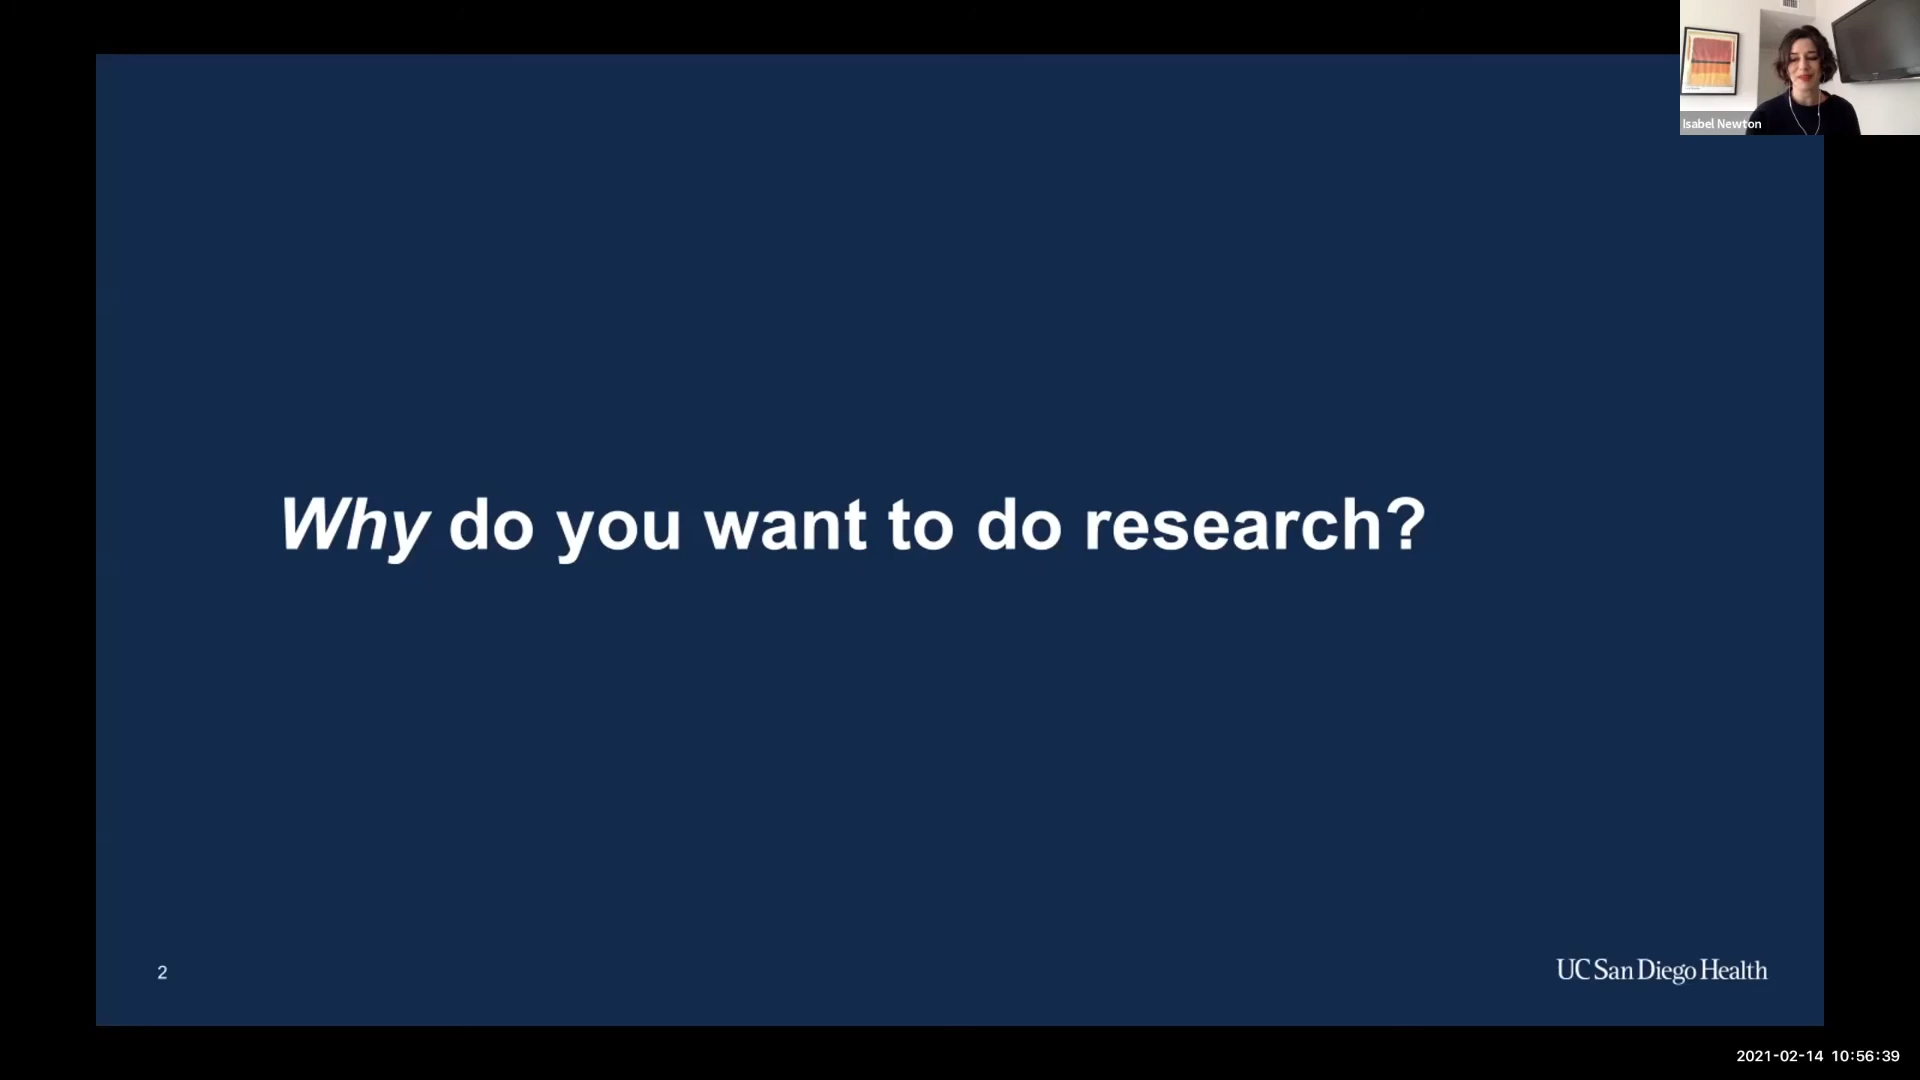 Isabel Newton
Why do you want to do research?
2
UC San Diego Health
2021-02-14 10:56:39